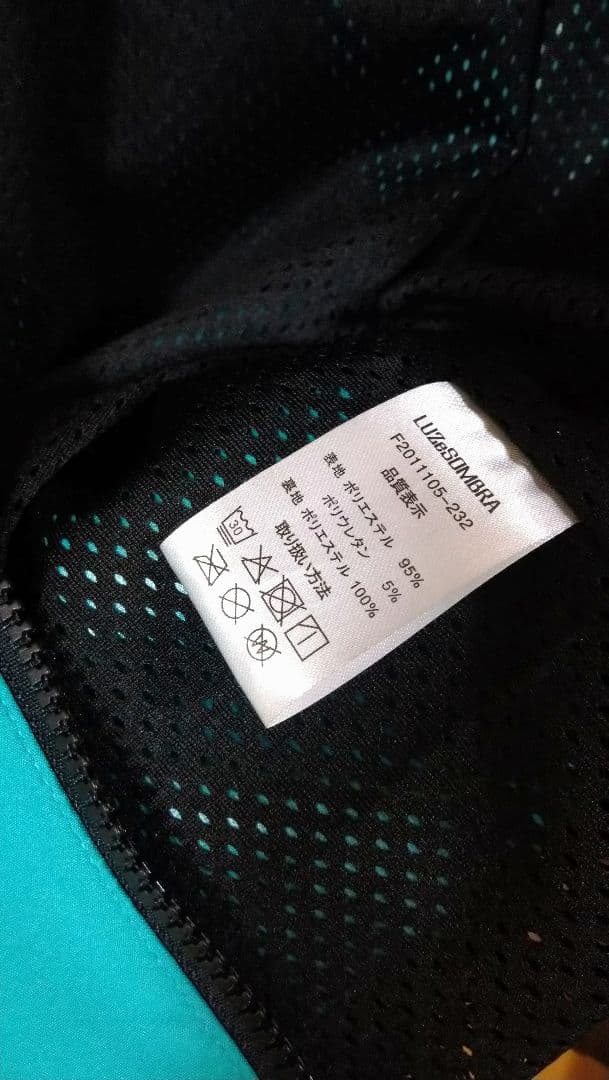 LUZeSOMBRA
F2011105-232
品質表示
表地 ポリエステル 95%
ポリウレタン 5%
裏地 ポリエステル 100%
取り扱い方法
30